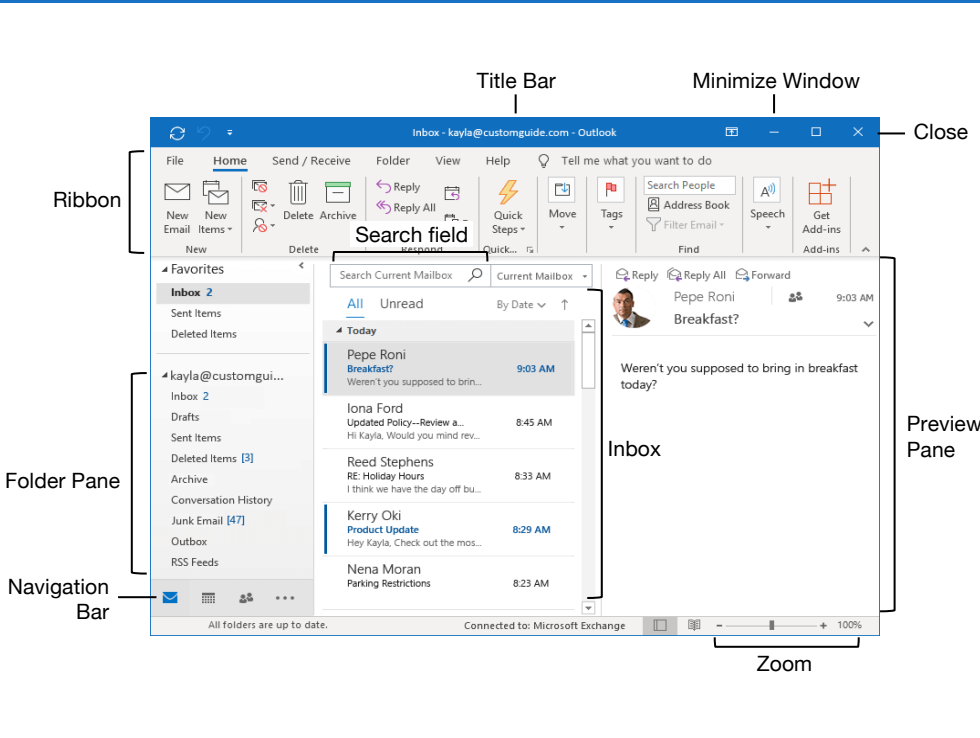 Title Bar
Minimize Window
Inbox - kayla@customguide.com - Outlook
Close
File Home Send / Receive Folder View Help Tell me what you want to do
Ribbon
New Email
New Items
Delete
Archive
Reply
Reply All
Quick Steps
Move
Tags
Search People
Address Book
Filter Email
Speech
Get Add-ins
Search field
New
Delete
Respond
Quick...
Find
Add-ins
Favorites
Inbox 2
Sent Items
Deleted Items
kayla@customgui...
Inbox 2
Drafts
Sent Items
Deleted Items [3]
Archive
Conversation History
Junk Email [47]
Outbox
RSS Feeds
Folder Pane
Navigation
Bar
Search Current Mailbox
Current Mailbox
All Unread By Date
Today
Pepe Roni
Breakfast? 9:03 AM
Weren't you supposed to brin...
Iona Ford
Updated Policy--Review a... 8:45 AM
Hi Kayla, Would you mind rev...
Reed Stephens
RE: Holiday Hours 8:33 AM
I think we have the day off bu...
Kerry Oki
Product Update 8:29 AM
Hey Kayla, Check out the mos...
Nena Moran
Parking Restrictions 8:23 AM
Inbox
Reply Reply All Forward
Pepe Roni 9:03 AM
Breakfast?
Weren't you supposed to bring in breakfast
today?
Preview
Pane
All folders are up to date.
Connected to: Microsoft Exchange
100%
Zoom